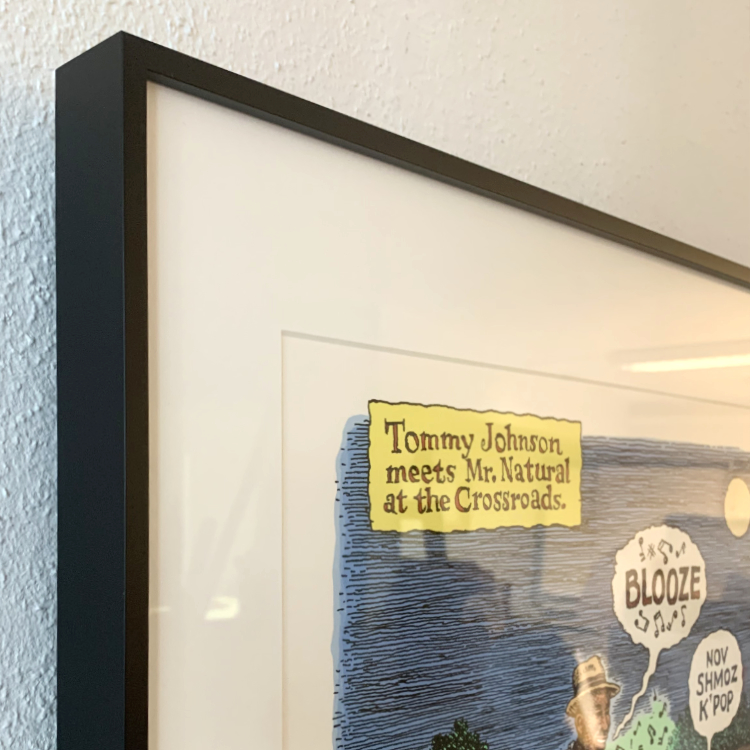 Tommy Johnson
meets Mr. Natural
at the Crossroads.
BLOOZE
NOV
SHMOZ
K'POP